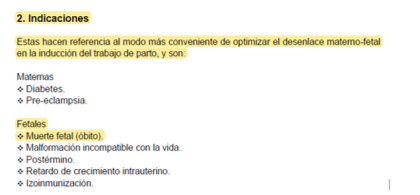 2. Indicaciones
Estas hacen referencia al modo más conveniente de optimizar el desenlace materno-fetal
en la inducción del trabajo de parto, y son:
Maternas
❖ Diabetes.
❖ Pre-eclampsia.
Fetales
❖ Muerte fetal (óbito).
❖ Malformación incompatible con la vida.
❖ Postérmino.
❖ Retardo de crecimiento intrauterino.
❖ Izoinmunización.